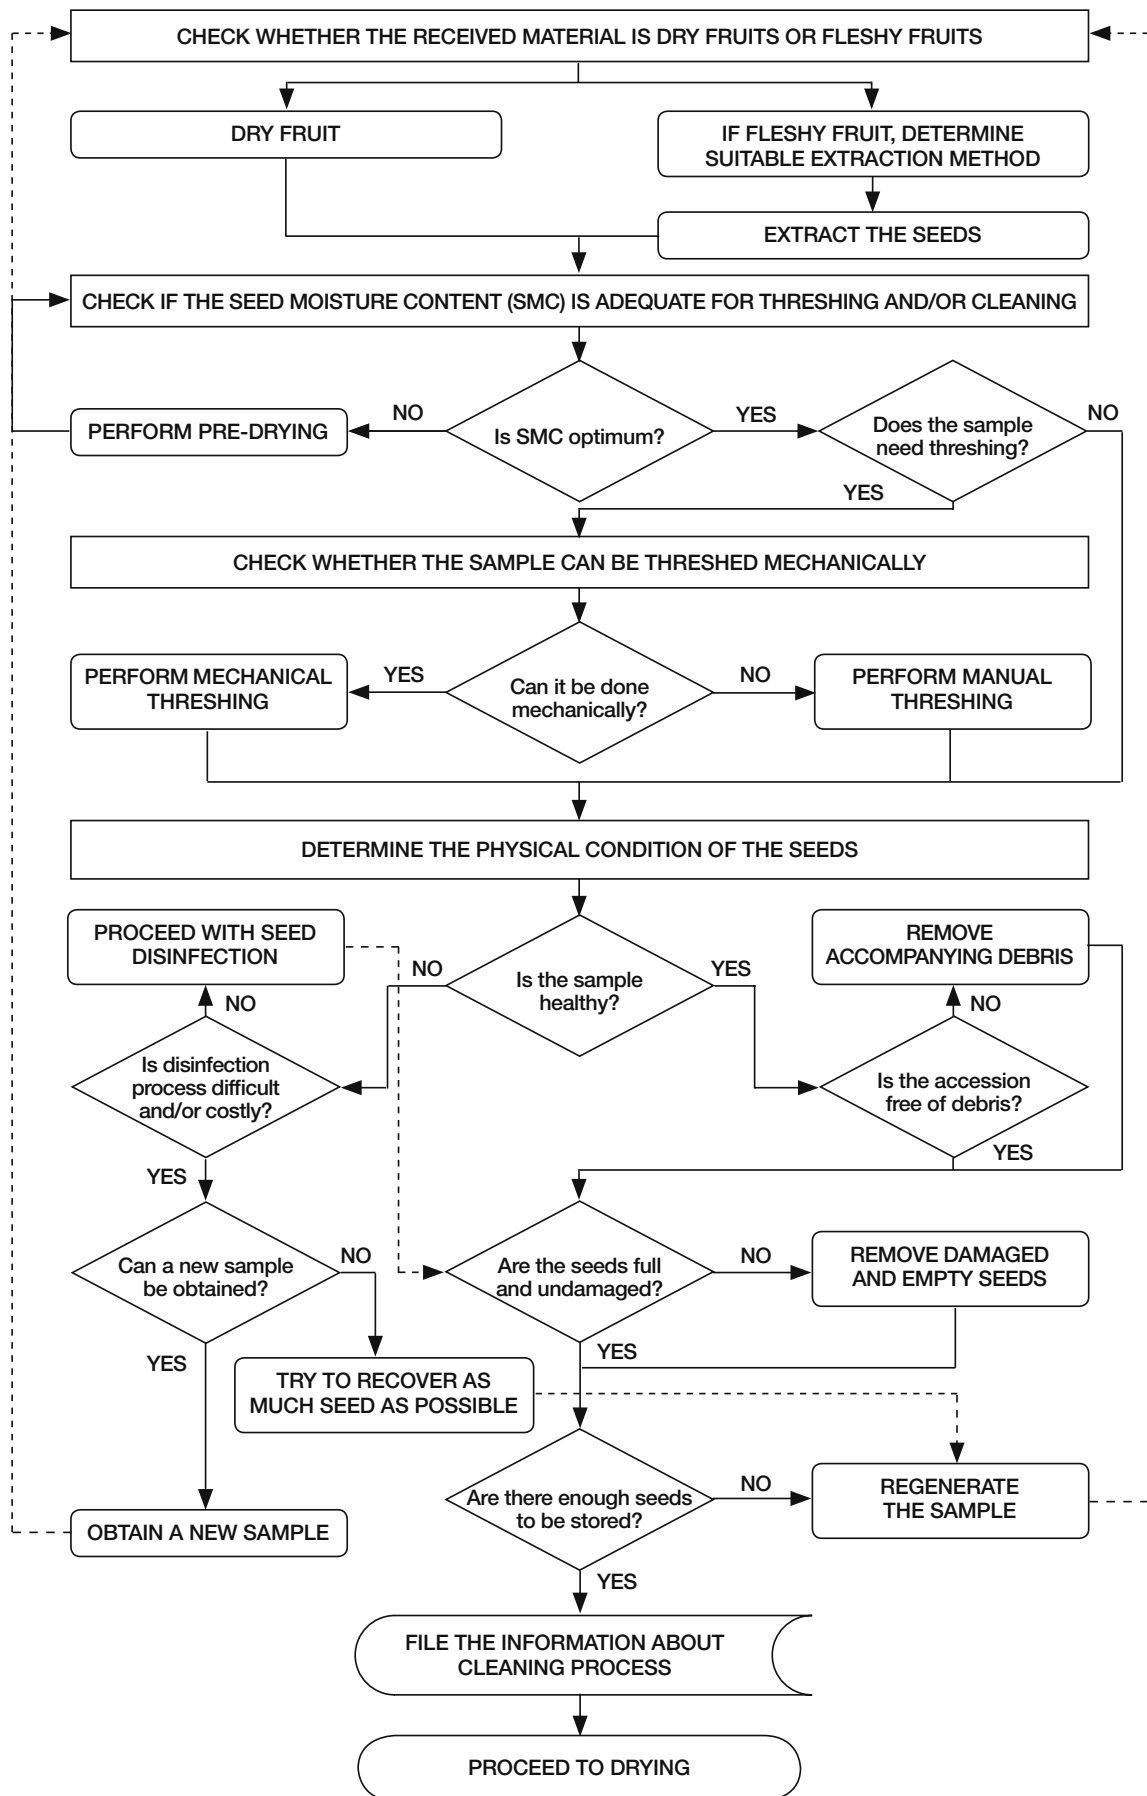 CHECK WHETHER THE RECEIVED MATERIAL IS DRY FRUITS OR FLESHY FRUITS
DRY FRUIT
IF FLESHY FRUIT, DETERMINE
SUITABLE EXTRACTION METHOD
EXTRACT THE SEEDS
CHECK IF THE SEED MOISTURE CONTENT (SMC) IS ADEQUATE FOR THRESHING AND/OR CLEANING
PERFORM PRE-DRYING
NO
Is SMC optimum?
YES
Does the sample
need threshing?
NO
YES
CHECK WHETHER THE SAMPLE CAN BE THRESHED MECHANICALLY
PERFORM MECHANICAL
THRESHING
YES
Can it be done
mechanically?
NO
PERFORM MANUAL
THRESHING
DETERMINE THE PHYSICAL CONDITION OF THE SEEDS
PROCEED WITH SEED
DISINFECTION
NO
Is the sample
healthy?
YES
REMOVE
ACCOMPANYING DEBRIS
NO
NO
Is disinfection
process difficult
and/or costly?
Is the accession
free of debris?
YES
YES
Can a new sample
be obtained?
NO
Are the seeds full
and undamaged?
NO
REMOVE DAMAGED
AND EMPTY SEEDS
YES
YES
TRY TO RECOVER AS
MUCH SEED AS POSSIBLE
Are there enough seeds
to be stored?
NO
REGENERATE
THE SAMPLE
OBTAIN A NEW SAMPLE
YES
FILE THE INFORMATION ABOUT
CLEANING PROCESS
PROCEED TO DRYING